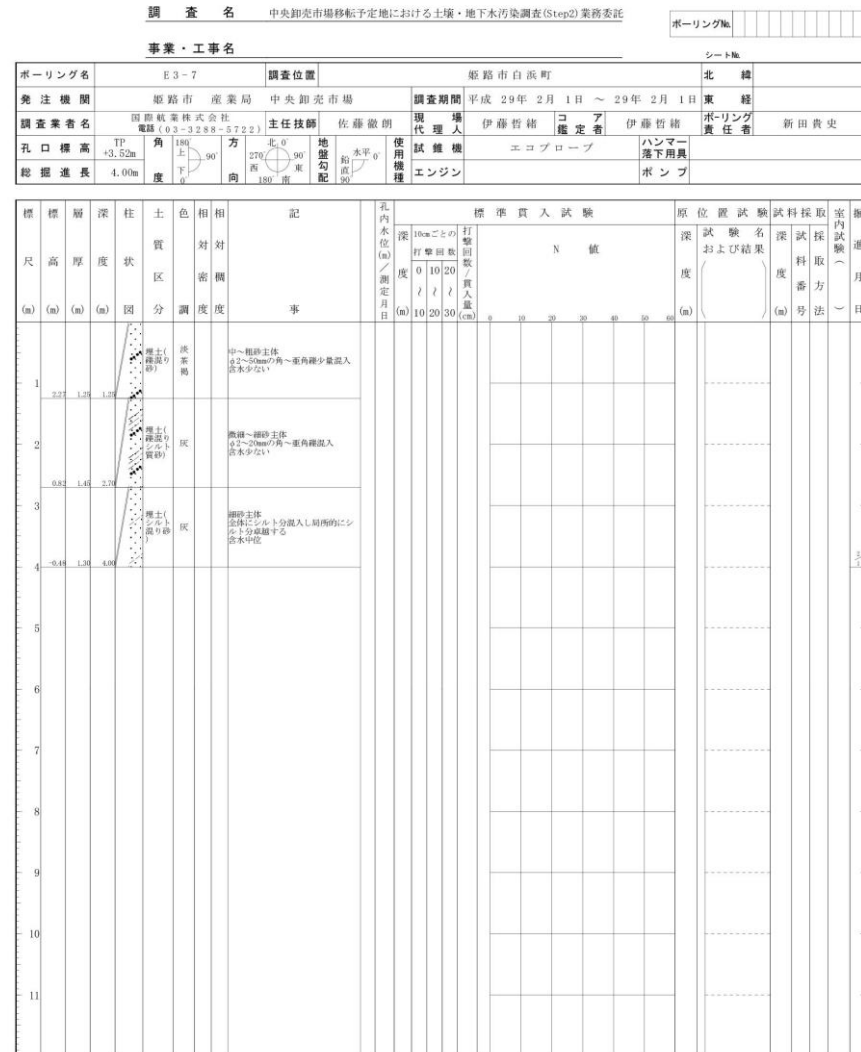 調査名 中央卸売市場移転予定地における土壌・地下水汚染調査(Step2)業務委託
ボーリング№
事業・工事名
シート№
ボーリング名 E3-7 調査位置 姫路市白浜町 北緯
発注機関 姫路市 産業局 中央卸売市場 調査期間 平成 29年 2月 1日 ~ 29年 2月 1日 東経
調査業者名 国際航業株式会社 電話(03-3288-5722) 主任技師 佐藤徹朗 現場代理人 伊藤哲緒 コア鑑定者 伊藤哲緒 ボーリング責任者 新田貴史
孔口標高 TP +3.52m 角度 180° 上 90° 下 0° 方向 北 0° 270° 90° 西 東 180° 南 地盤勾配 水平 0° 鉛直 90° 使用機種 試錐機 エコプローブ ハンマー落下用具
総掘進長 4.00m エンジン ポンプ
標尺(m) 標高(m) 層厚(m) 深度(m) 柱状図 土質区分 色調 相対密度 相対稠度 記事 孔内水位(m)/測定月日
標準貫入試験 深度(m) 10cmごとの打撃回数 0~10 10~20 20~30 打撃回数/貫入量(cm) N値
0 10 20 30 40 50 60
原位置試験 深度(m) 試験名および結果 試料採取 深度(m) 試料番号 採取方法 室内試験() 掘進月日
埋土(礫混り砂) 淡茶褐 中~粗砂主体
φ2~50mmの角~亜角礫少量混入
含水少ない
1
2.27 1.25 1.25
埋土(礫混りシルト質砂) 灰 微細~細砂主体
φ2~20mmの角~亜角礫混入
含水少ない
2
0.82 1.45 2.70
3
埋土(シルト混り砂) 灰 細砂主体
全体にシルト分混入し局所的にシ
ルト分卓越する
含水中位
4 -0.48 1.30 4.00
5
6
7
8
9
10
11